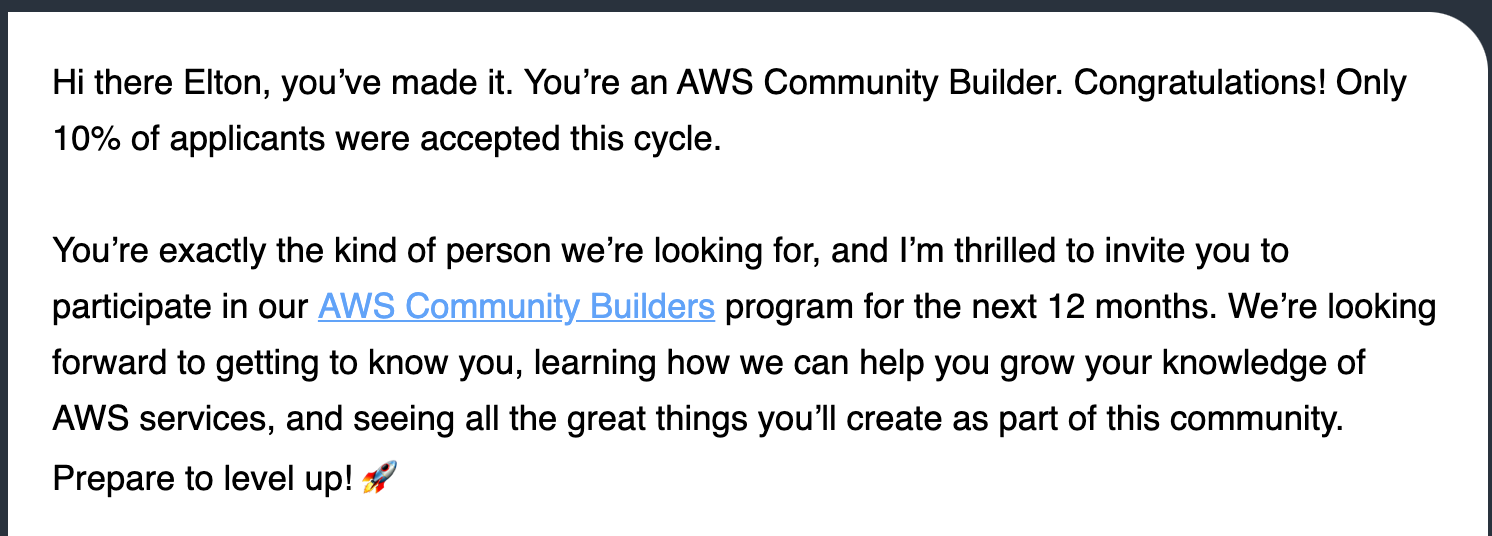 Hi there Elton, you’ve made it. You’re an AWS Community Builder. Congratulations! Only
10% of applicants were accepted this cycle.
You’re exactly the kind of person we’re looking for, and I’m thrilled to invite you to
participate in our AWS Community Builders program for the next 12 months. We’re looking
forward to getting to know you, learning how we can help you grow your knowledge of
AWS services, and seeing all the great things you’ll create as part of this community.
Prepare to level up! 🚀